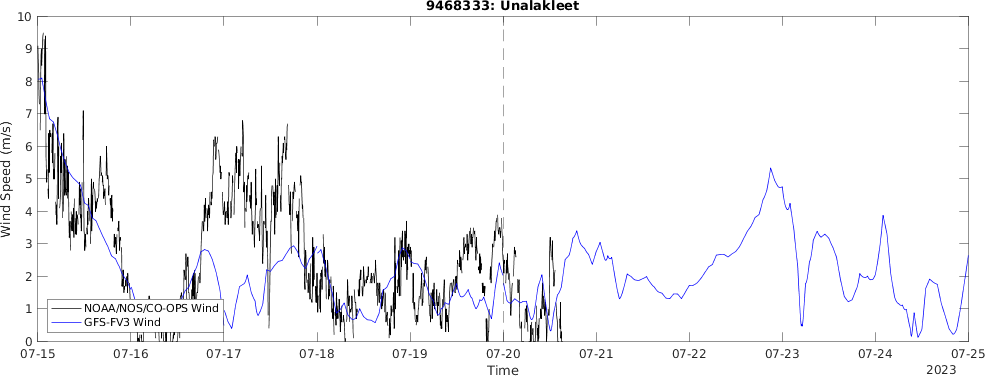 9468333: Unalakleet
10
9
8
7
6
5
4
3
2
1
0
Wind Speed (m/s)
NOAA/NOS/CO-OPS Wind
GFS-FV3 Wind
07-15 07-16 07-17 07-18 07-19 07-20 07-21 07-22 07-23 07-24 07-25
Time
2023